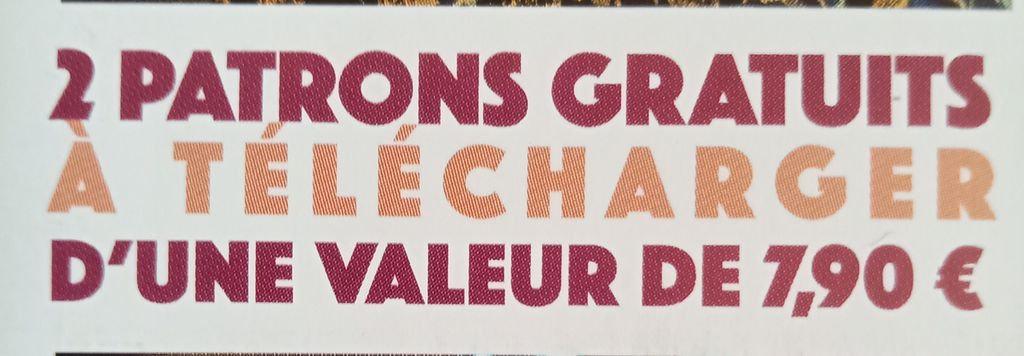 2 PATRONS GRATUITS
À TÉLÉCHARGER
D'UNE VALEUR DE 7,90 €